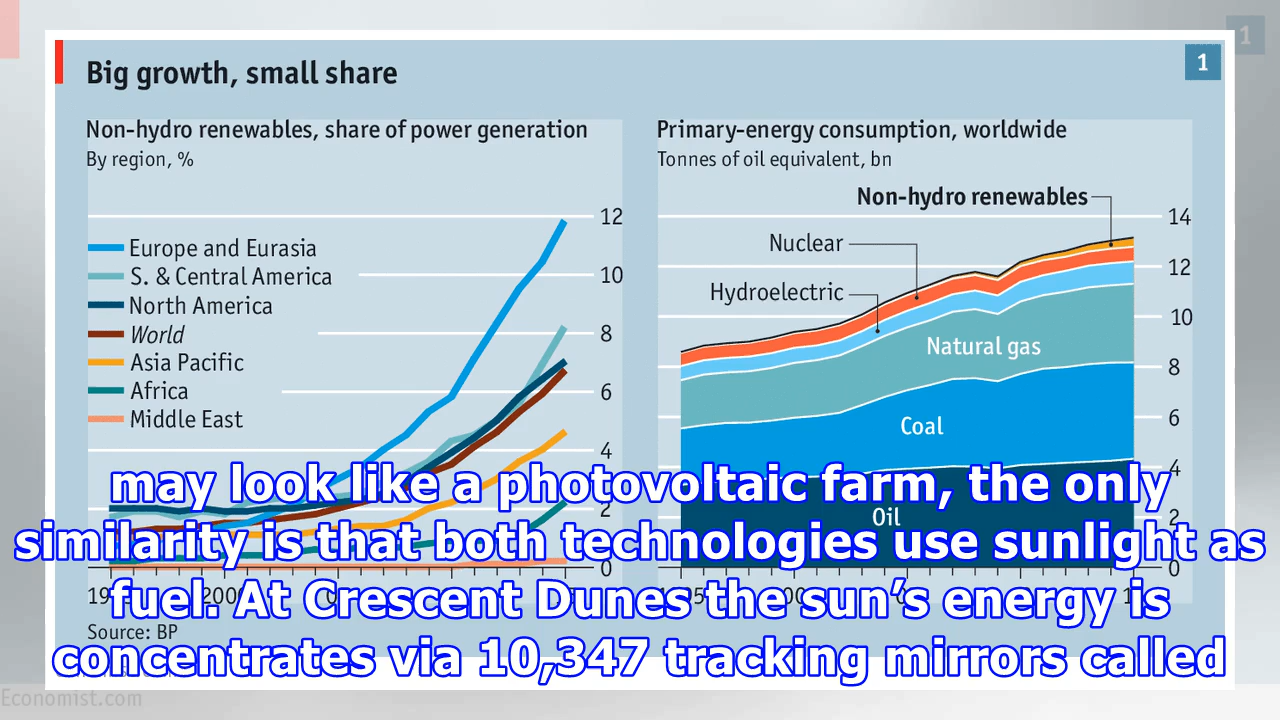 1
1
Big growth, small share
Non-hydro renewables, share of power generation
By region, %
12
10
8
6
4
2
0
Europe and Eurasia
S. & Central America
North America
World
Asia Pacific
Africa
Middle East
Source: BP
Primary-energy consumption, worldwide
Tonnes of oil equivalent, bn
Non-hydro renewables
Nuclear
Hydroelectric
Natural gas
Coal
Oil
14
12
10
8
6
4
2
0
may look like a photovoltaic farm, the only
similarity is that both technologies use sunlight as
fuel. At Crescent Dunes the sun’s energy is
concentrates via 10,347 tracking mirrors called
Economist.com